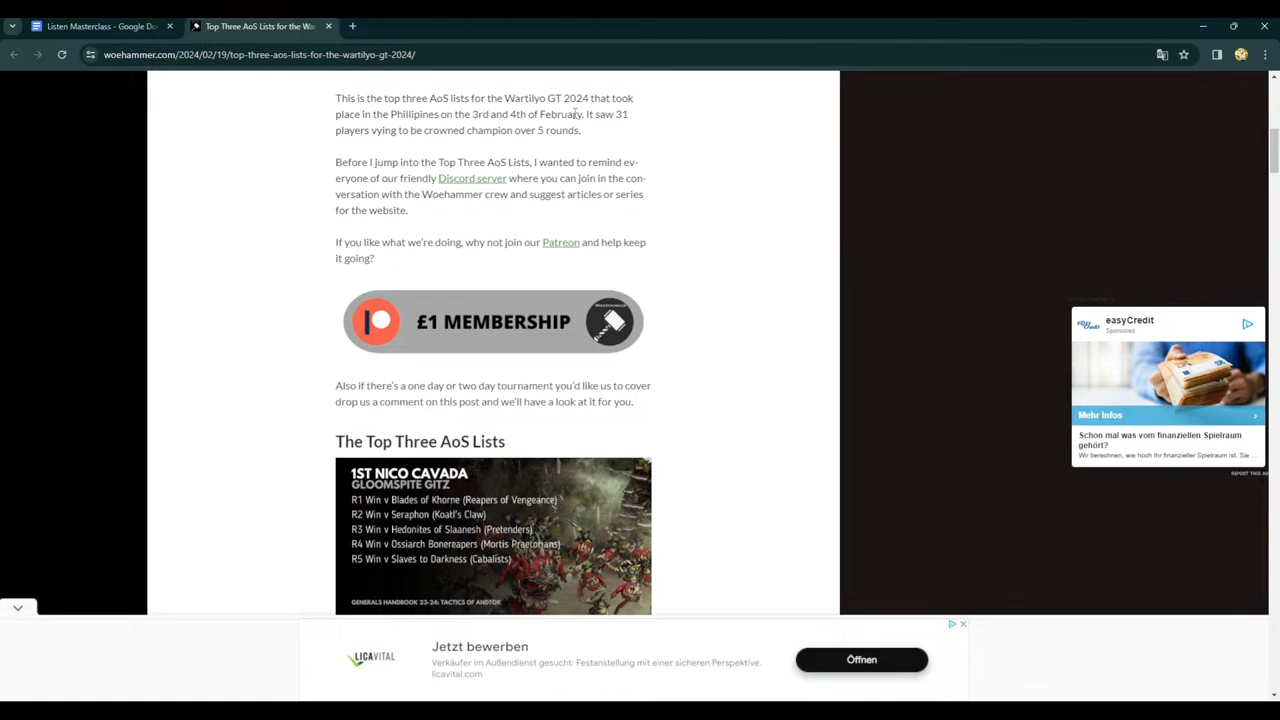 Listen Masterclass - Google Do
Top Three AoS Lists for the War
woehammer.com/2024/02/19/top-three-aos-lists-for-the-wartilyo-gt-2024/
This is the top three AoS lists for the Wartilyo GT 2024 that took
place in the Phillipines on the 3rd and 4th of February. It saw 31
players vying to be crowned champion over 5 rounds.
Before I jump into the Top Three AoS Lists, I wanted to remind ev-
eryone of our friendly Discord server where you can join in the con-
versation with the Woehammer crew and suggest articles or series
for the website.
If you like what we're doing, why not join our Patreon and help keep
it going?
£1 MEMBERSHIP
WOEHAMMER
Also if there's a one day or two day tournament you'd like us to cover
drop us a comment on this post and we'll have a look at it for you.
The Top Three AoS Lists
1ST NICO CAVADA
GLOOMSPITE GITZ
R1 Win v Blades of Khorne (Reapers of Vengeance)
R2 Win v Seraphon (Koatl's Claw)
R3 Win v Hedonites of Slaanesh (Pretenders)
R4 Win v Ossiarch Bonereapers (Mortis Praetorians)
R5 Win v Slaves to Darkness (Cabalists)
GENERALS HANDBOOK 23-24: TACTICS OF ANDTOR
easyCredit
easyCredit
Sponsored
Mehr Infos
Schon mal was vom finanziellen Spielraum
gehört?
Wir berechnen, wie hoch Ihr finanzieller Spielraum ist. Sie ...
REPORT THIS AD
LICAVITAL
Jetzt bewerben
Verkäufer im Außendienst gesucht: Festanstellung mit einer sicheren Perspektive.
licavital.com
Öffnen